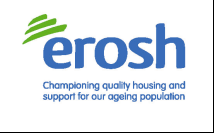 erosh
Championing quality housing and
support for our ageing population